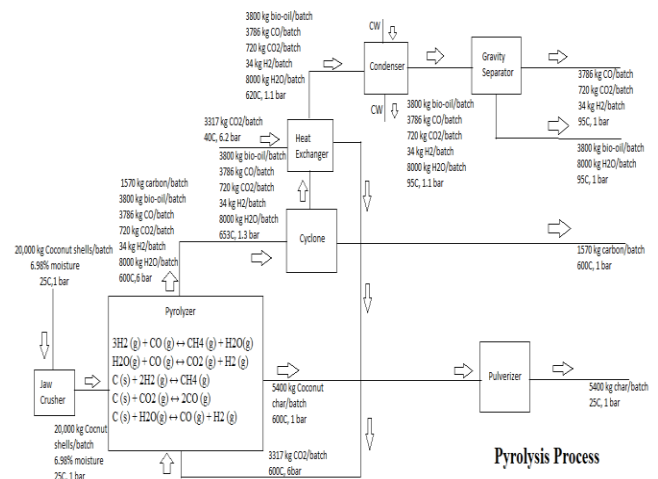 3800 kg bio-oil/batch
3786 kg CO/batch
720 kg CO2/batch
34 kg H2/batch
8000 kg H2O/batch
620C, 1.1 bar
CW
Condenser
CW
Gravity
Separator
3786 kg CO/batch
720 kg CO2/batch
34 kg H2/batch
95C, 1 bar
3800 kg bio-oil/batch
3786 kg CO/batch
720 kg CO2/batch
34 kg H2/batch
8000 kg H2O/batch
95C, 1.1 bar
3800 kg bio-oil/batch
8000 kg H2O/batch
95C, 1 bar
3317 kg CO2/batch
40C, 6.2 bar
Heat
Exchanger
3800 kg bio-oil/batch
3786 kg CO/batch
720 kg CO2/batch
34 kg H2/batch
8000 kg H2O/batch
653C, 1.3 bar
1570 kg carbon/batch
3800 kg bio-oil/batch
3786 kg CO/batch
720 kg CO2/batch
34 kg H2/batch
8000 kg H2O/batch
600C,6 bar
Cyclone
1570 kg carbon/batch
600C, 1 bar
20,000 kg Coconut shells/batch
6.98% moisture
25C,1 bar
Pyrolyzer
3H2 (g) + CO (g) ↔ CH4 (g) + H2O(g)
H2O(g) + CO (g) ↔ CO2 (g) + H2 (g)
C (s) + 2H2 (g) ↔ CH4 (g)
C (s) + CO2 (g) ↔ 2CO (g)
C (s) + H2O(g) ↔ CO (g) + H2 (g)
Jaw
Crusher
20,000 kg Cocnut
shells/batch
6.98% moisture
25C,1 bar
5400 kg Coconut
char/batch
600C, 1 bar
Pulverizer
5400 kg char/batch
25C, 1 bar
3317 kg CO2/batch
600C, 6bar
Pyrolysis Process